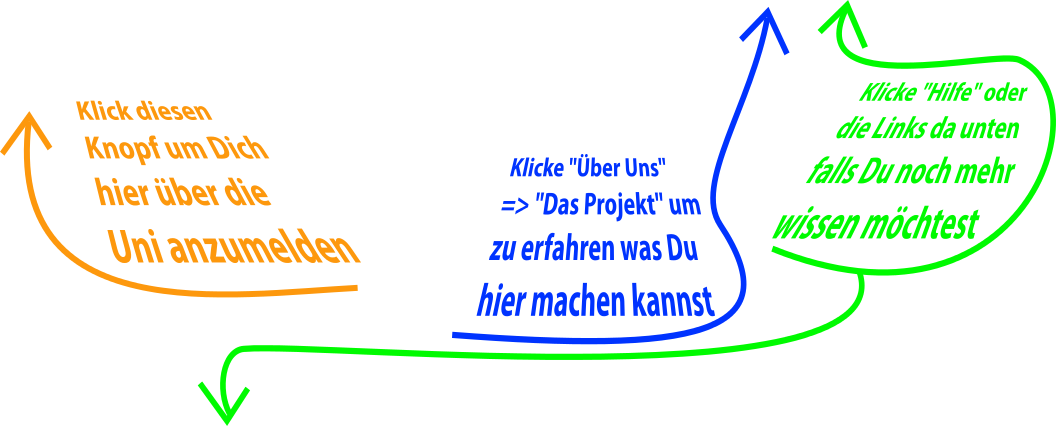 Klick diesen
Knopf um Dich
hier über die
Uni anzumelden
Klicke "Über Uns"
=> "Das Projekt" um
zu erfahren was Du
hier machen kannst
Klicke "Hilfe" oder
die Links da unten
falls Du noch mehr
wissen möchtest